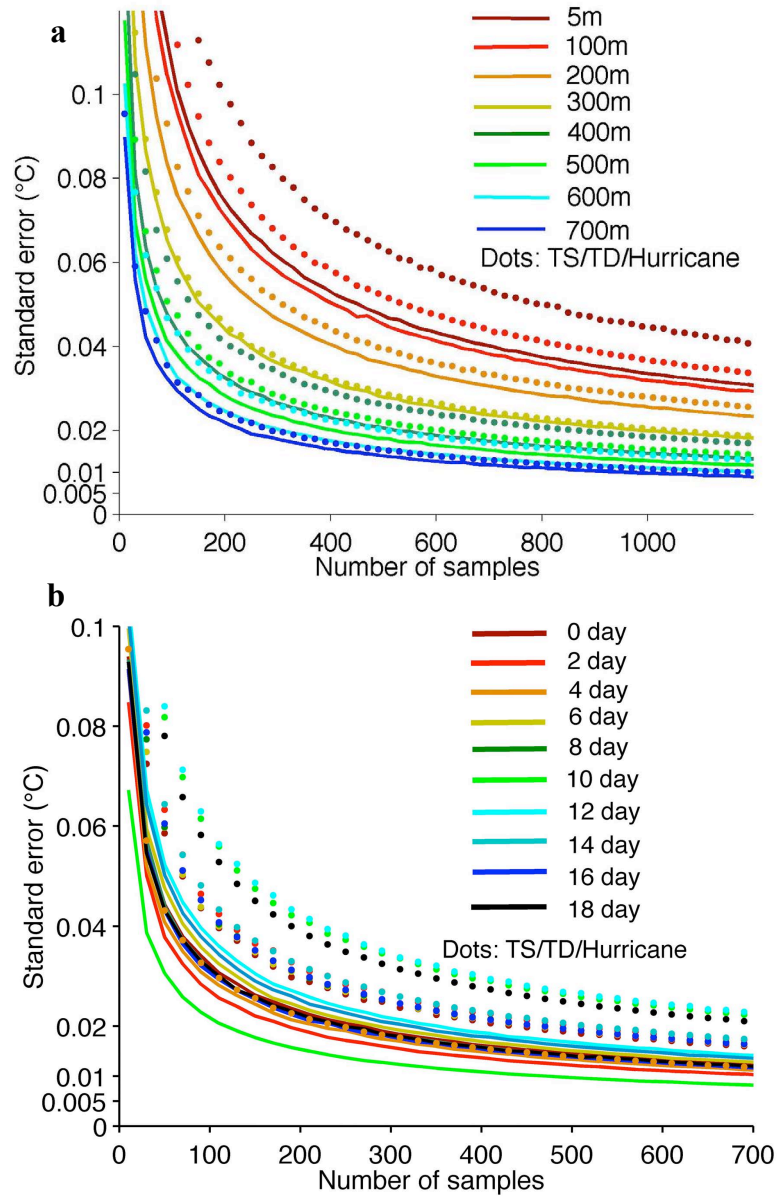 a
5m
100m
200m
300m
400m
500m
600m
700m
Dots: TS/TD/Hurricane
Standard error (°C)
0.1
0.08
0.06
0.04
0.02
0.01
0.005
0
0 200 400 600 800 1000
Number of samples
b
0 day
2 day
4 day
6 day
8 day
10 day
12 day
14 day
16 day
18 day
Dots: TS/TD/Hurricane
Standard error (°C)
0.1
0.08
0.06
0.04
0.02
0.01
0.005
0
0 100 200 300 400 500 600 700
Number of samples